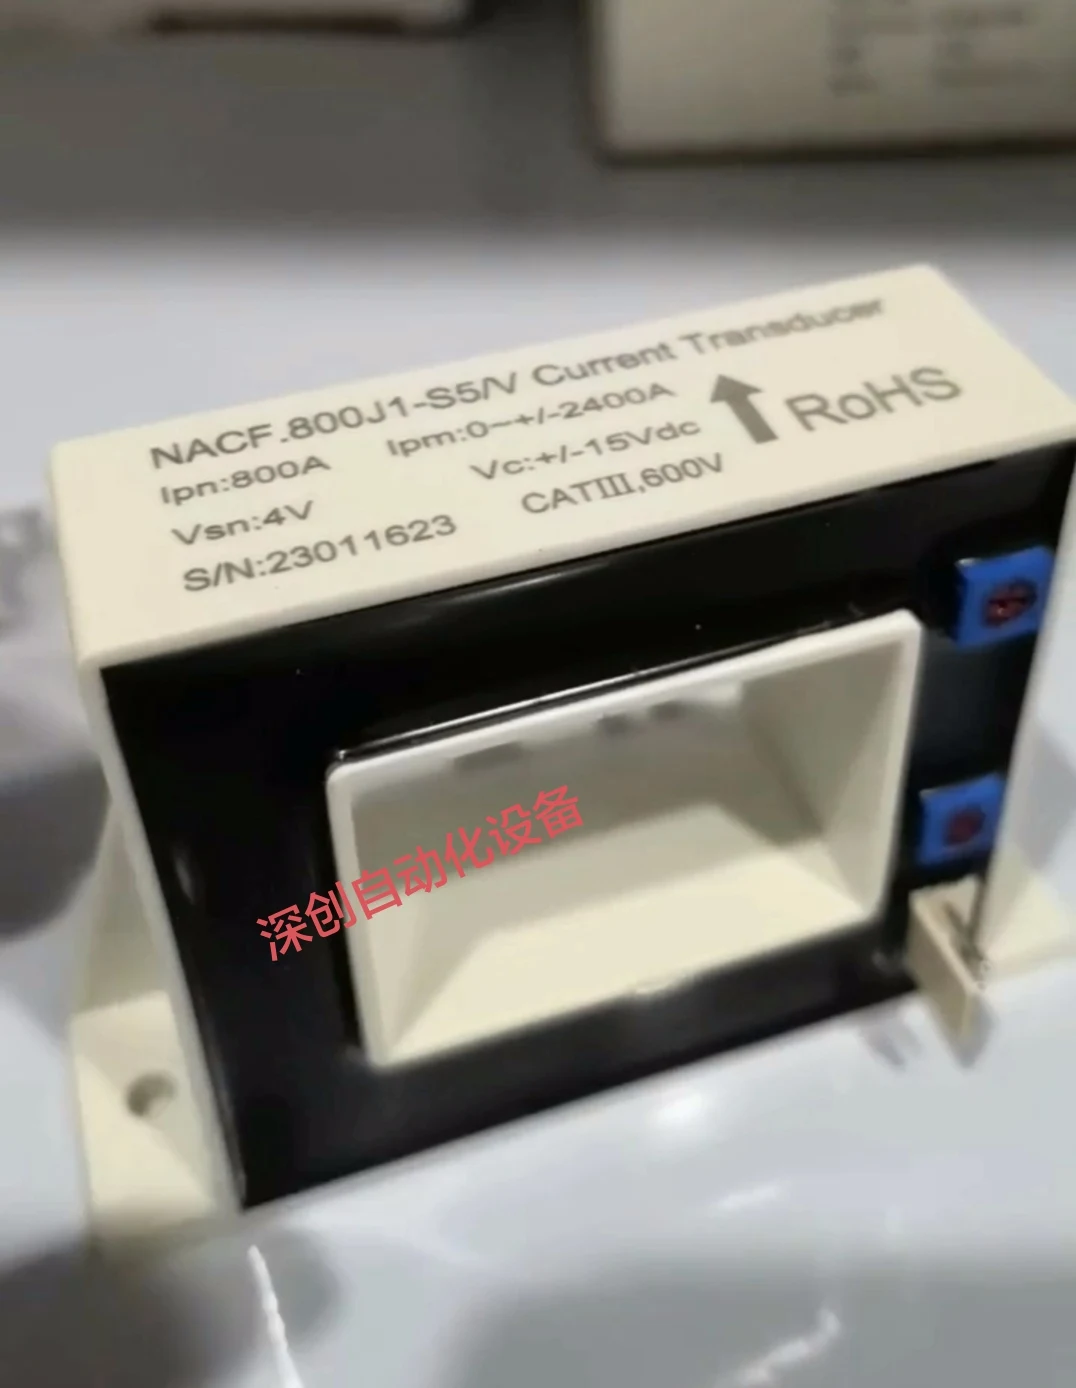 NACF.800J1-S5/V Current Transducer
Ipn:800A Ipm:0~+/-2400A
Vsn:4V Vc:+/-15Vdc
S/N:23011623 CATIII,600V
RoHS
深创自动化设备